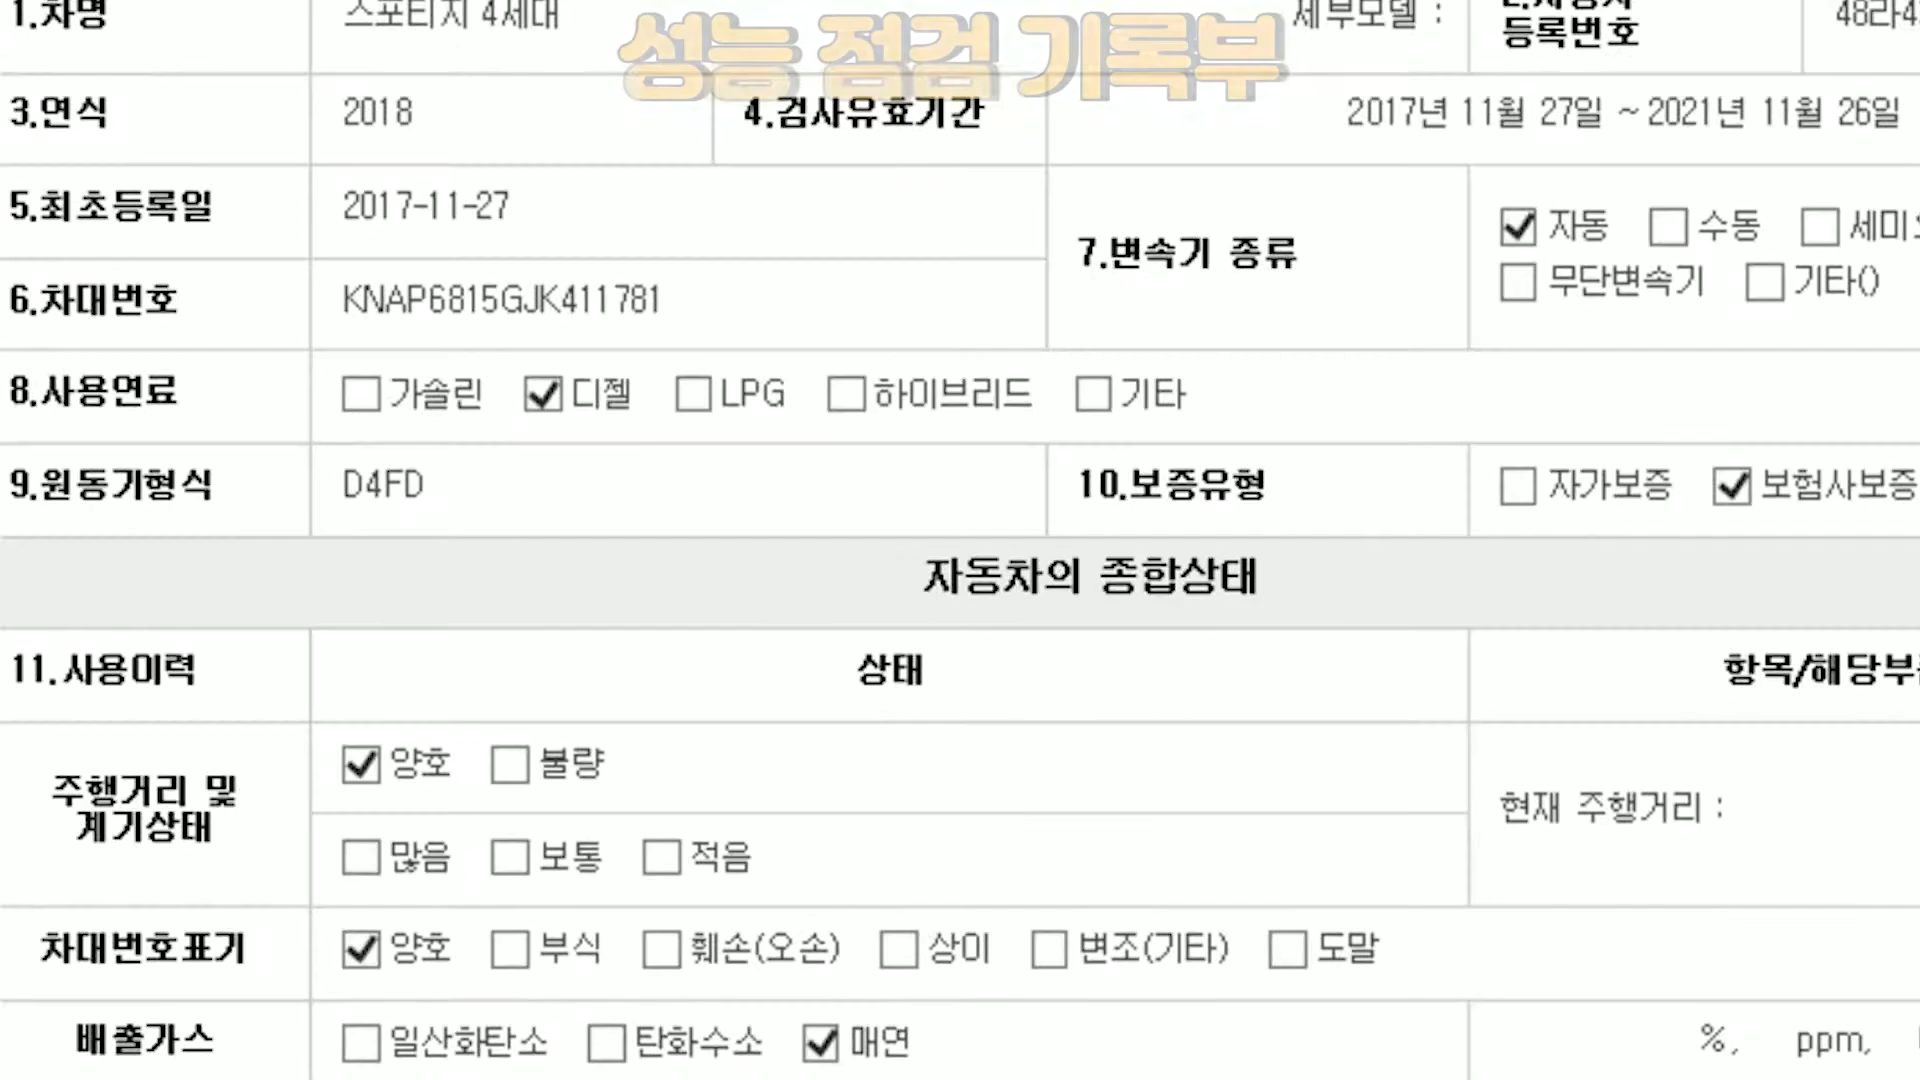 성능 점검 기록부
1.차명 스포티지 4세대 세부모델 : 등록번호
3.연식 2018 4.검사유효기간 2017년 11월 27일 ~ 2021년 11월 26일
5.최초등록일 2017-11-27
7.변속기 종류 자동 수동
무단변속기 기타()
6.차대번호 KNAP6815GJK411781
8.사용연료 가솔린 디젤 LPG 하이브리드 기타
9.원동기형식 D4FD 10.보증유형 자가보증 보험사보증
자동차의 종합상태
11.사용이력 상태
주행거리 및
계기상태
양호 불량
많음 보통 적음
현재 주행거리 :
차대번호표기 양호 부식 훼손(오손) 상이 변조(기타) 도말
배출가스 일산화탄소 탄화수소 매연 %, ppm,